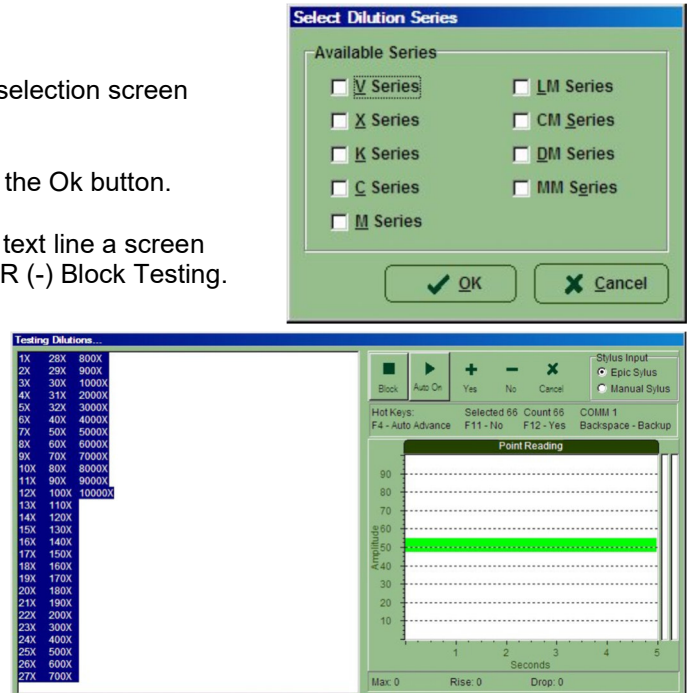 Select Dilution Series
Available Series
V Series LM Series
X Series CM Series
K Series DM Series
C Series MM Series
M Series
OK Cancel
selection screen
the Ok button.
text line a screen
R (-) Block Testing.
Testing Dilutions...
1X 28X 800X
2X 29X 900X
3X 30X 1000X
4X 31X 2000X
5X 32X 3000X
6X 40X 4000X
7X 50X 5000X
8X 60X 6000X
9X 70X 7000X
10X 80X 8000X
11X 90X 9000X
12X 100X 10000X
13X 110X
14X 120X
15X 130X
16X 140X
17X 150X
18X 160X
19X 170X
20X 180X
21X 190X
22X 200X
23X 300X
24X 400X
25X 500X
26X 600X
27X 700X
Block Auto On Yes No Cancel
Stylus Input
Epic Sylus
Manual Sylus
Hot Keys: Selected 66 Count 66 COMM 1
F4 - Auto Advance F11 - No F12 - Yes Backspace - Backup
Point Reading
Amplitude
90
80
70
60
50
40
30
20
10
1 2 3 4 5
Seconds
Max: 0 Rise: 0 Drop: 0